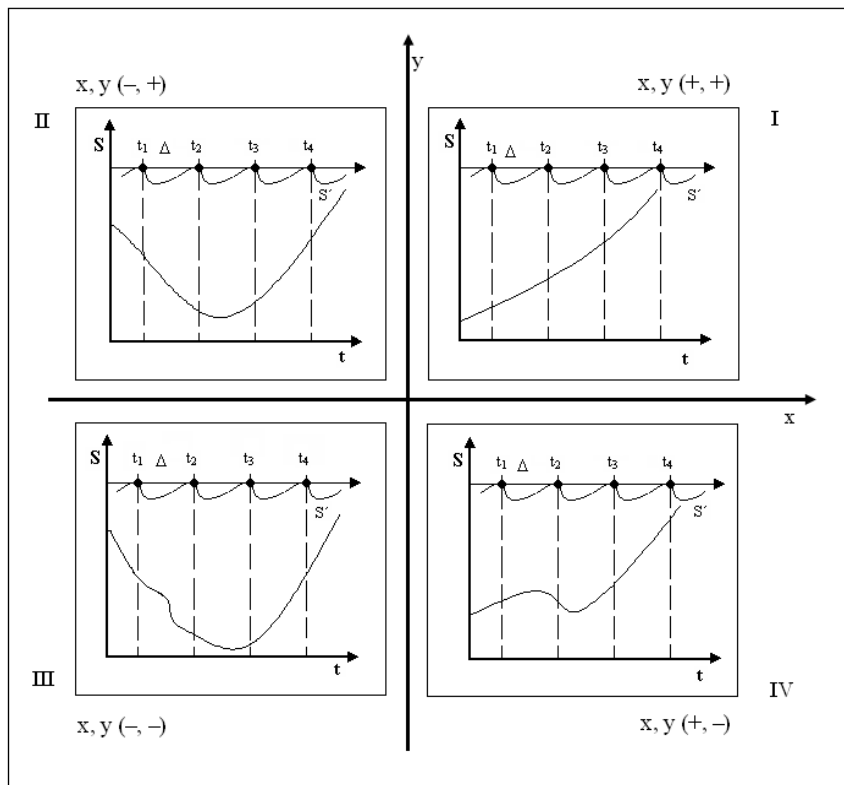 y
x, y (–, +)
x, y (+, +)
II
I
S t₁ Δ t₂ t₃ t₄
S´
t
S t₁ Δ t₂ t₃ t₄
S´
t
x
S t₁ Δ t₂ t₃ t₄
S´
t
S t₁ Δ t₂ t₃ t₄
S´
t
III
IV
x, y (–, –)
x, y (+, –)